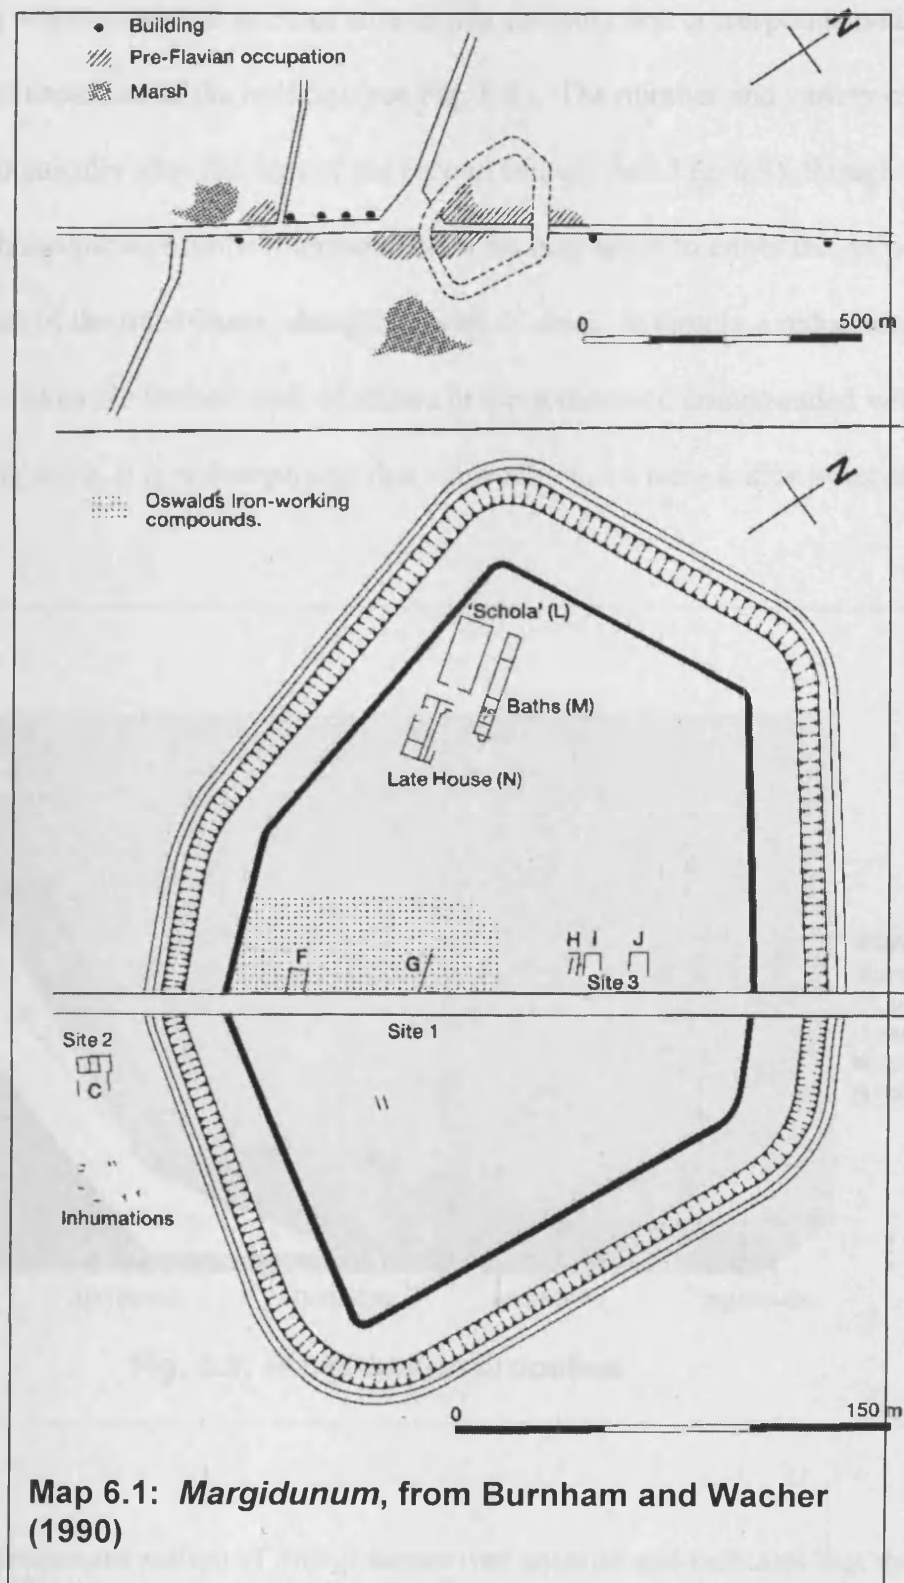 Building
Pre-Flavian occupation
Marsh
N
0 500 m
Oswald's Iron-working
compounds.
N
'Schola' (L)
Baths (M)
Late House (N)
F G H I J
Site 3
Site 1
Site 2
C
Inhumations
0 150 m
Map 6.1: Margidunum, from Burnham and Wacher
(1990)